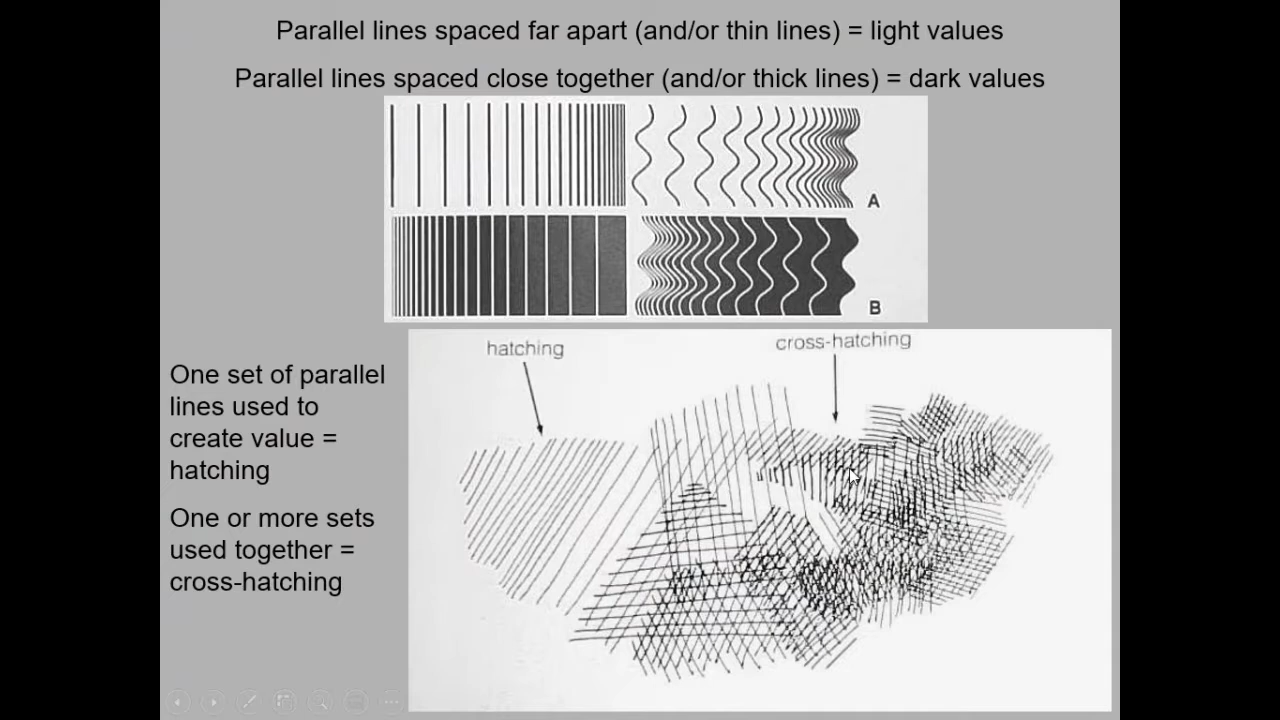 Parallel lines spaced far apart (and/or thin lines) = light values
Parallel lines spaced close together (and/or thick lines) = dark values
A
B
hatching
cross-hatching
One set of parallel
lines used to
create value =
hatching
One or more sets
used together =
cross-hatching